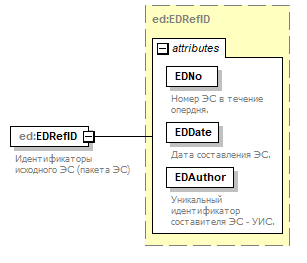 ed:EDRefID
attributes
EDNo
Номер ЭС в течение
опердня.
EDDate
Дата составления ЭС.
EDAuthor
Уникальный
идентификатор
составителя ЭС - УИС.
ed:EDRefID
Идентификаторы
исходного ЭС (пакета ЭС)